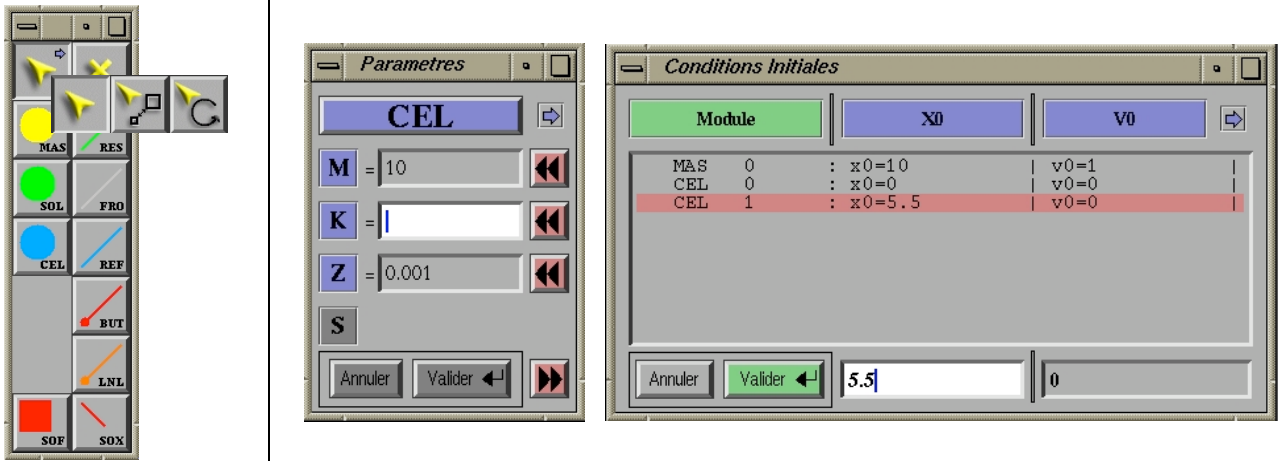 MAS RES
SOL FRO
CEL REF
BUT
LNL
SOF SOX
Parametres
CEL
M = 10
K =
Z = 0.001
S
Annuler Valider
Conditions Initiales
Module X0 V0
MAS 0 : x0=10 | v0=1 |
CEL 0 : x0=0 | v0=0 |
CEL 1 : x0=5.5 | v0=0 |
Annuler Valider 5.5 0